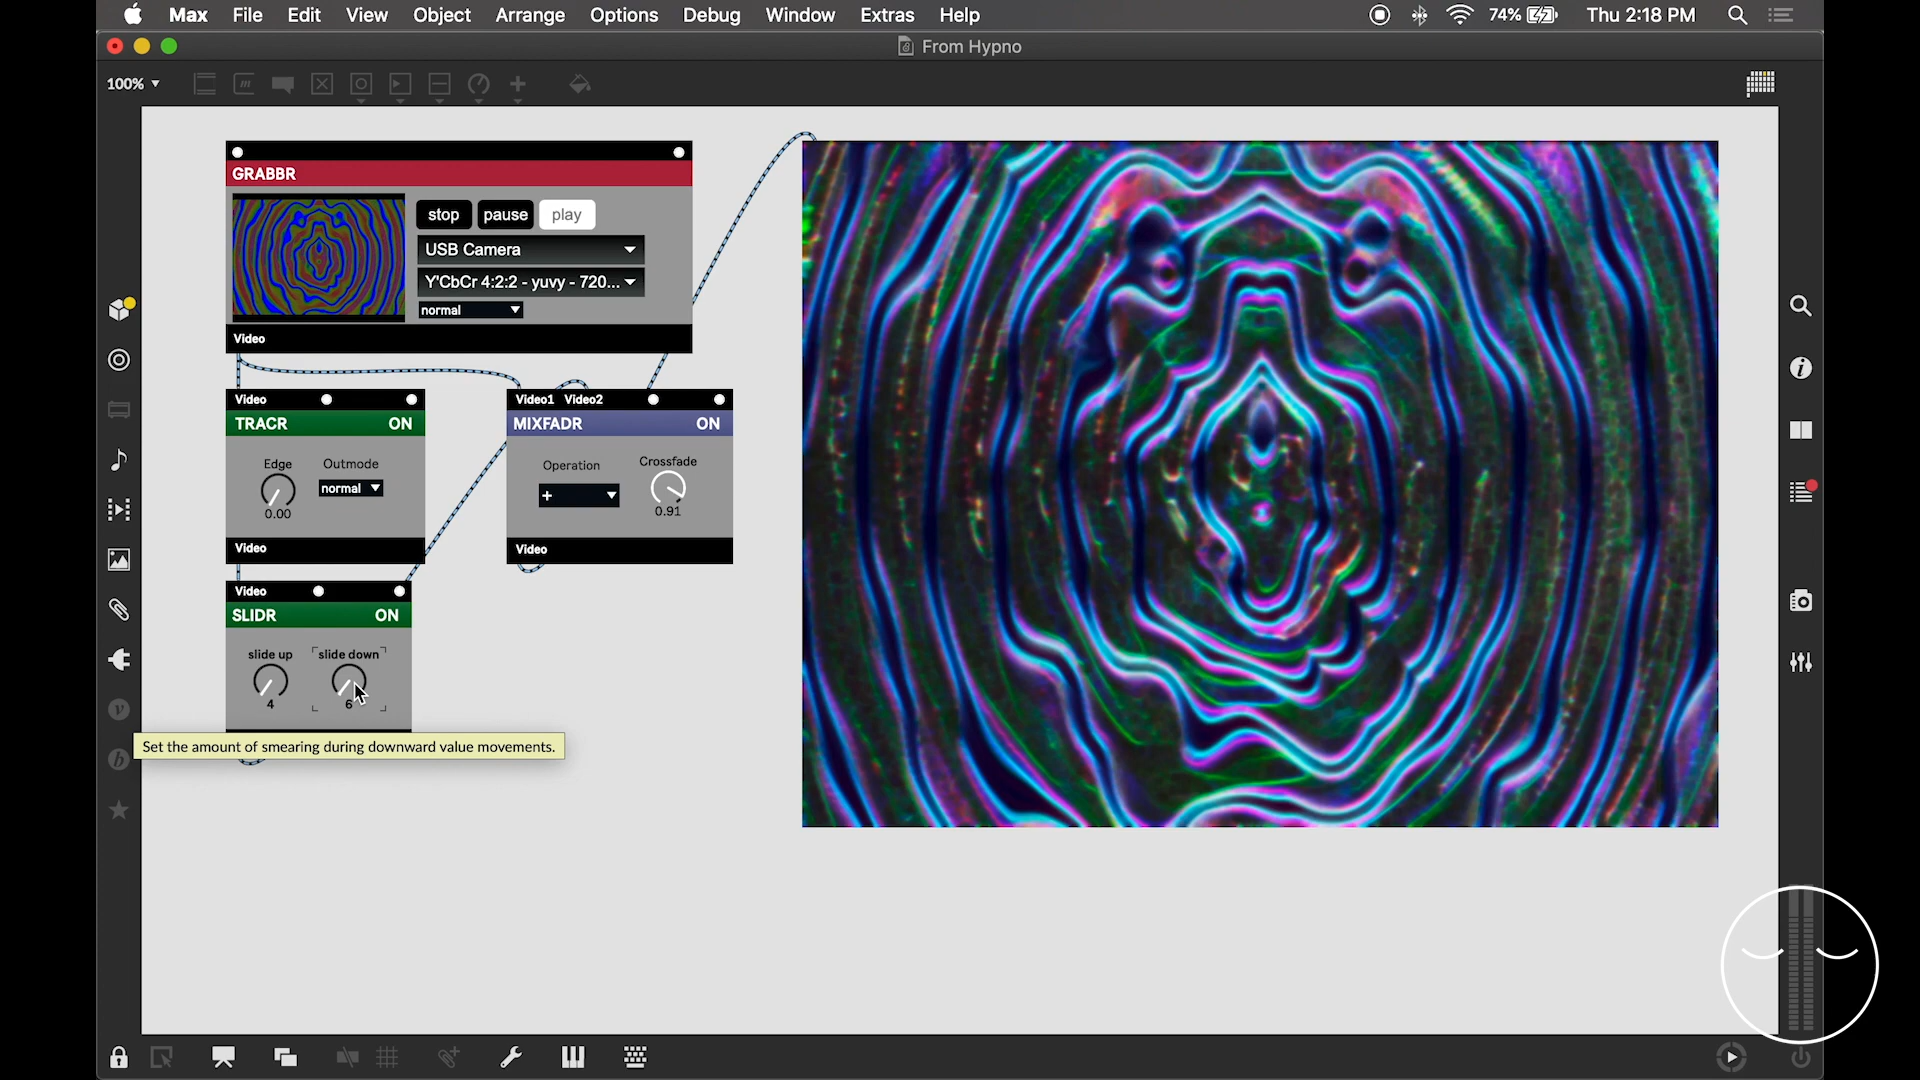 Max File Edit View Object Arrange Options Debug Window Extras Help 74% Thu 2:18 PM
From Hypno
100%
GRABBR
stop pause play
USB Camera
Y'CbCr 4:2:2 - yuvy - 720...
normal
Video
Video
TRACR ON
Edge Outmode
normal
0.00
Video
Video1 Video2
MIXFADR ON
Operation Crossfade
+
0.91
Video
Video
SLIDR ON
slide up slide down
4 6
Set the amount of smearing during downward value movements.